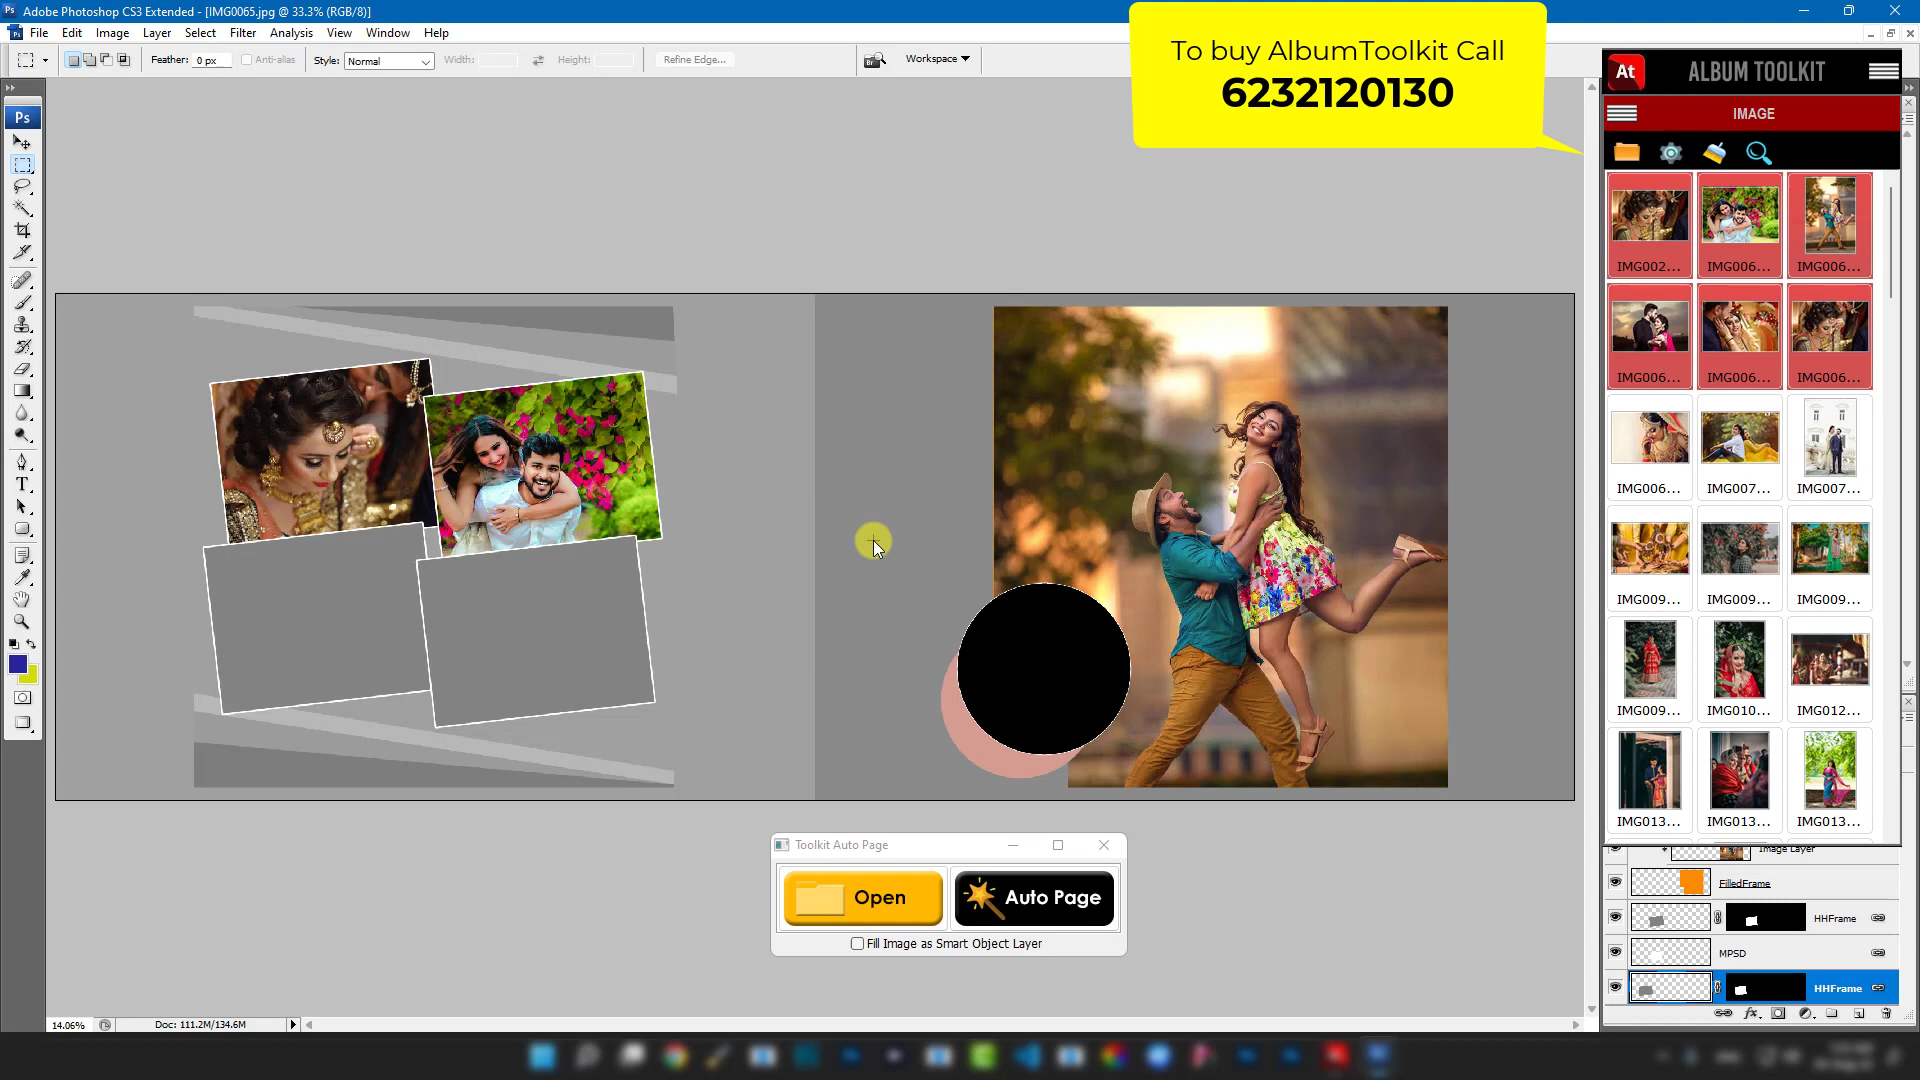 Adobe Photoshop CS3 Extended - [IMG0065.jpg @ 33.3% (RGB/8)]
File Edit Image Layer Select Filter Analysis View Window Help
Feather: 0 px Anti-alias Style: Normal Width: Height: Refine Edge... Workspace
To buy AlbumToolkit Call
6232120130
At ALBUM TOOLKIT
IMAGE
Ps
IMG002... IMG006... IMG006...
IMG006... IMG006... IMG006...
IMG006... IMG007... IMG007...
IMG009... IMG009... IMG009...
IMG009... IMG010... IMG012...
IMG013... IMG013... IMG013...
Toolkit Auto Page
Open Auto Page
Fill Image as Smart Object Layer
Image Layer
FilledFrame
HHFrame
MPSD
HHFrame
14.06% Doc: 111.2M/134.6M